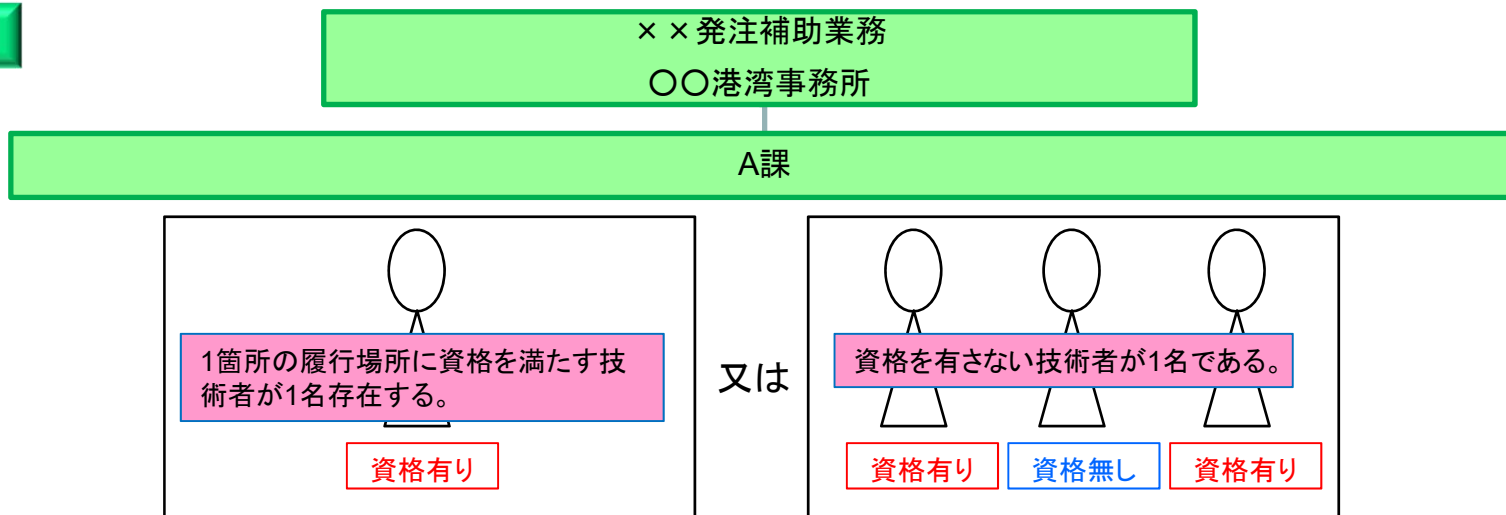 ××発注補助業務
〇〇港湾事務所
A課
1箇所の履行場所に資格を満たす技
術者が1名存在する。
資格有り
又は
資格を有さない技術者が1名である。
資格有り
資格無し
資格有り